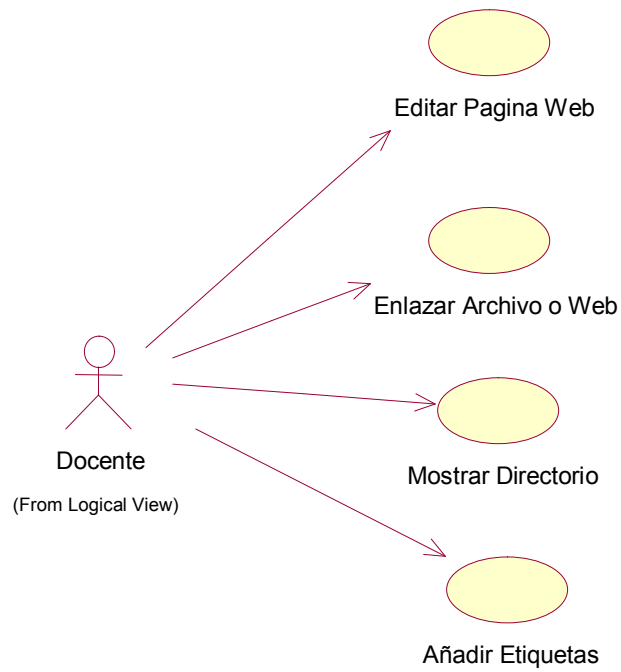 Editar Pagina Web
Enlazar Archivo o Web
Docente
(From Logical View)
Mostrar Directorio
Añadir Etiquetas